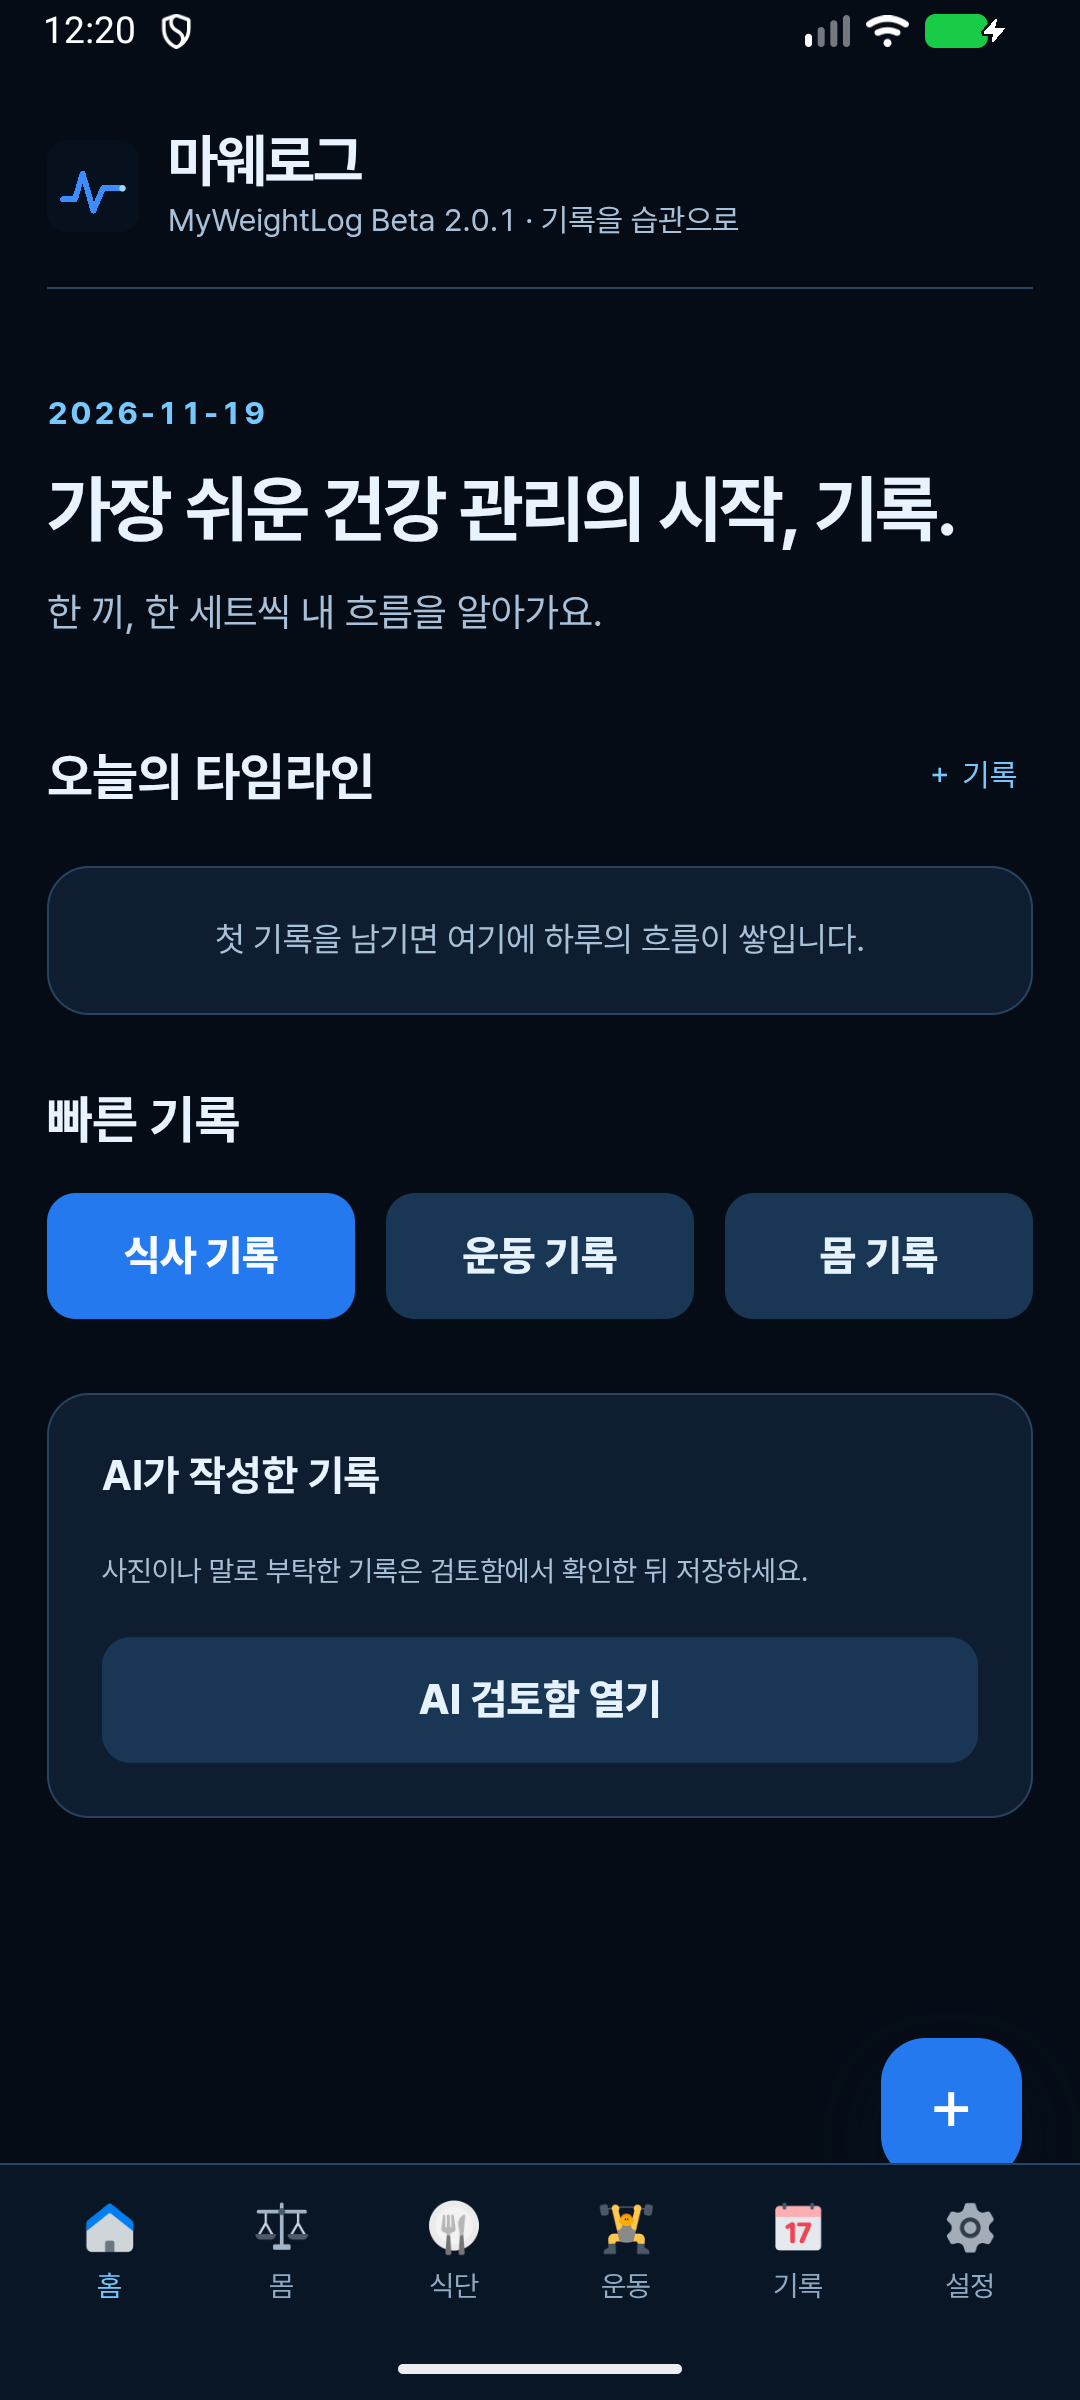 12:20
마웨로그
MyWeightLog Beta 2.0.1 · 기록을 습관으로
2026-11-19
가장 쉬운 건강 관리의 시작, 기록.
한 끼, 한 세트씩 내 흐름을 알아가요.
오늘의 타임라인
+ 기록
첫 기록을 남기면 여기에 하루의 흐름이 쌓입니다.
빠른 기록
식사 기록
운동 기록
몸 기록
AI가 작성한 기록
사진이나 말로 부탁한 기록은 검토함에서 확인한 뒤 저장하세요.
AI 검토함 열기
+
17
홈
몸
식단
운동
기록
설정